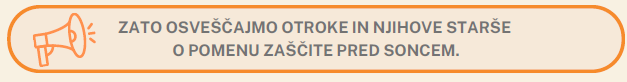 ZATO OSVEŠČAJMO OTROKE IN NJIHOVE STARŠE
O POMENU ZAŠČITE PRED SONCEM.